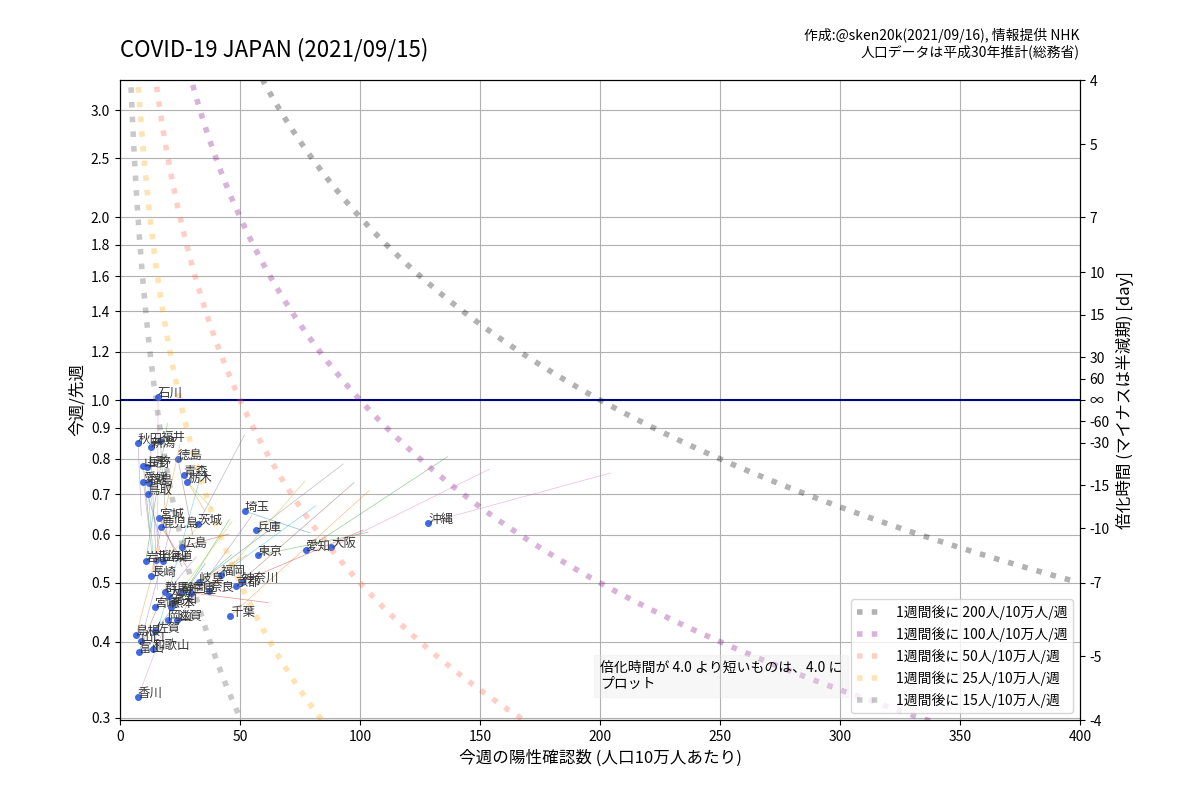 COVID-19 JAPAN (2021/09/15)
作成:@sken20k(2021/09/16), 情報提供 NHK
人口データは平成30年推計(総務省)
今週/先週
3.0
2.5
2.0
1.8
1.6
1.4
1.2
1.0
0.9
0.8
0.7
0.6
0.5
0.4
0.3
石川
秋田
福井
徳島
青森
栃木
鳥取
埼玉
宮城
鹿児島
茨城
兵庫
沖縄
広島
東京
愛知
大阪
長崎
福岡
岐阜
神奈川
奈良
千葉
佐賀
滋賀
島根
和歌山
香川
倍化時間が 4.0 より短いものは、4.0 に
プロット
1週間後に 200人/10万人/週
1週間後に 100人/10万人/週
1週間後に 50人/10万人/週
1週間後に 25人/10万人/週
1週間後に 15人/10万人/週
4
5
7
10
15
30
60
∞
-60
-30
-15
-10
-7
-5
-4
倍化時間 (マイナスは半減期) [day]
0
50
100
150
200
250
300
350
400
今週の陽性確認数 (人口10万人あたり)